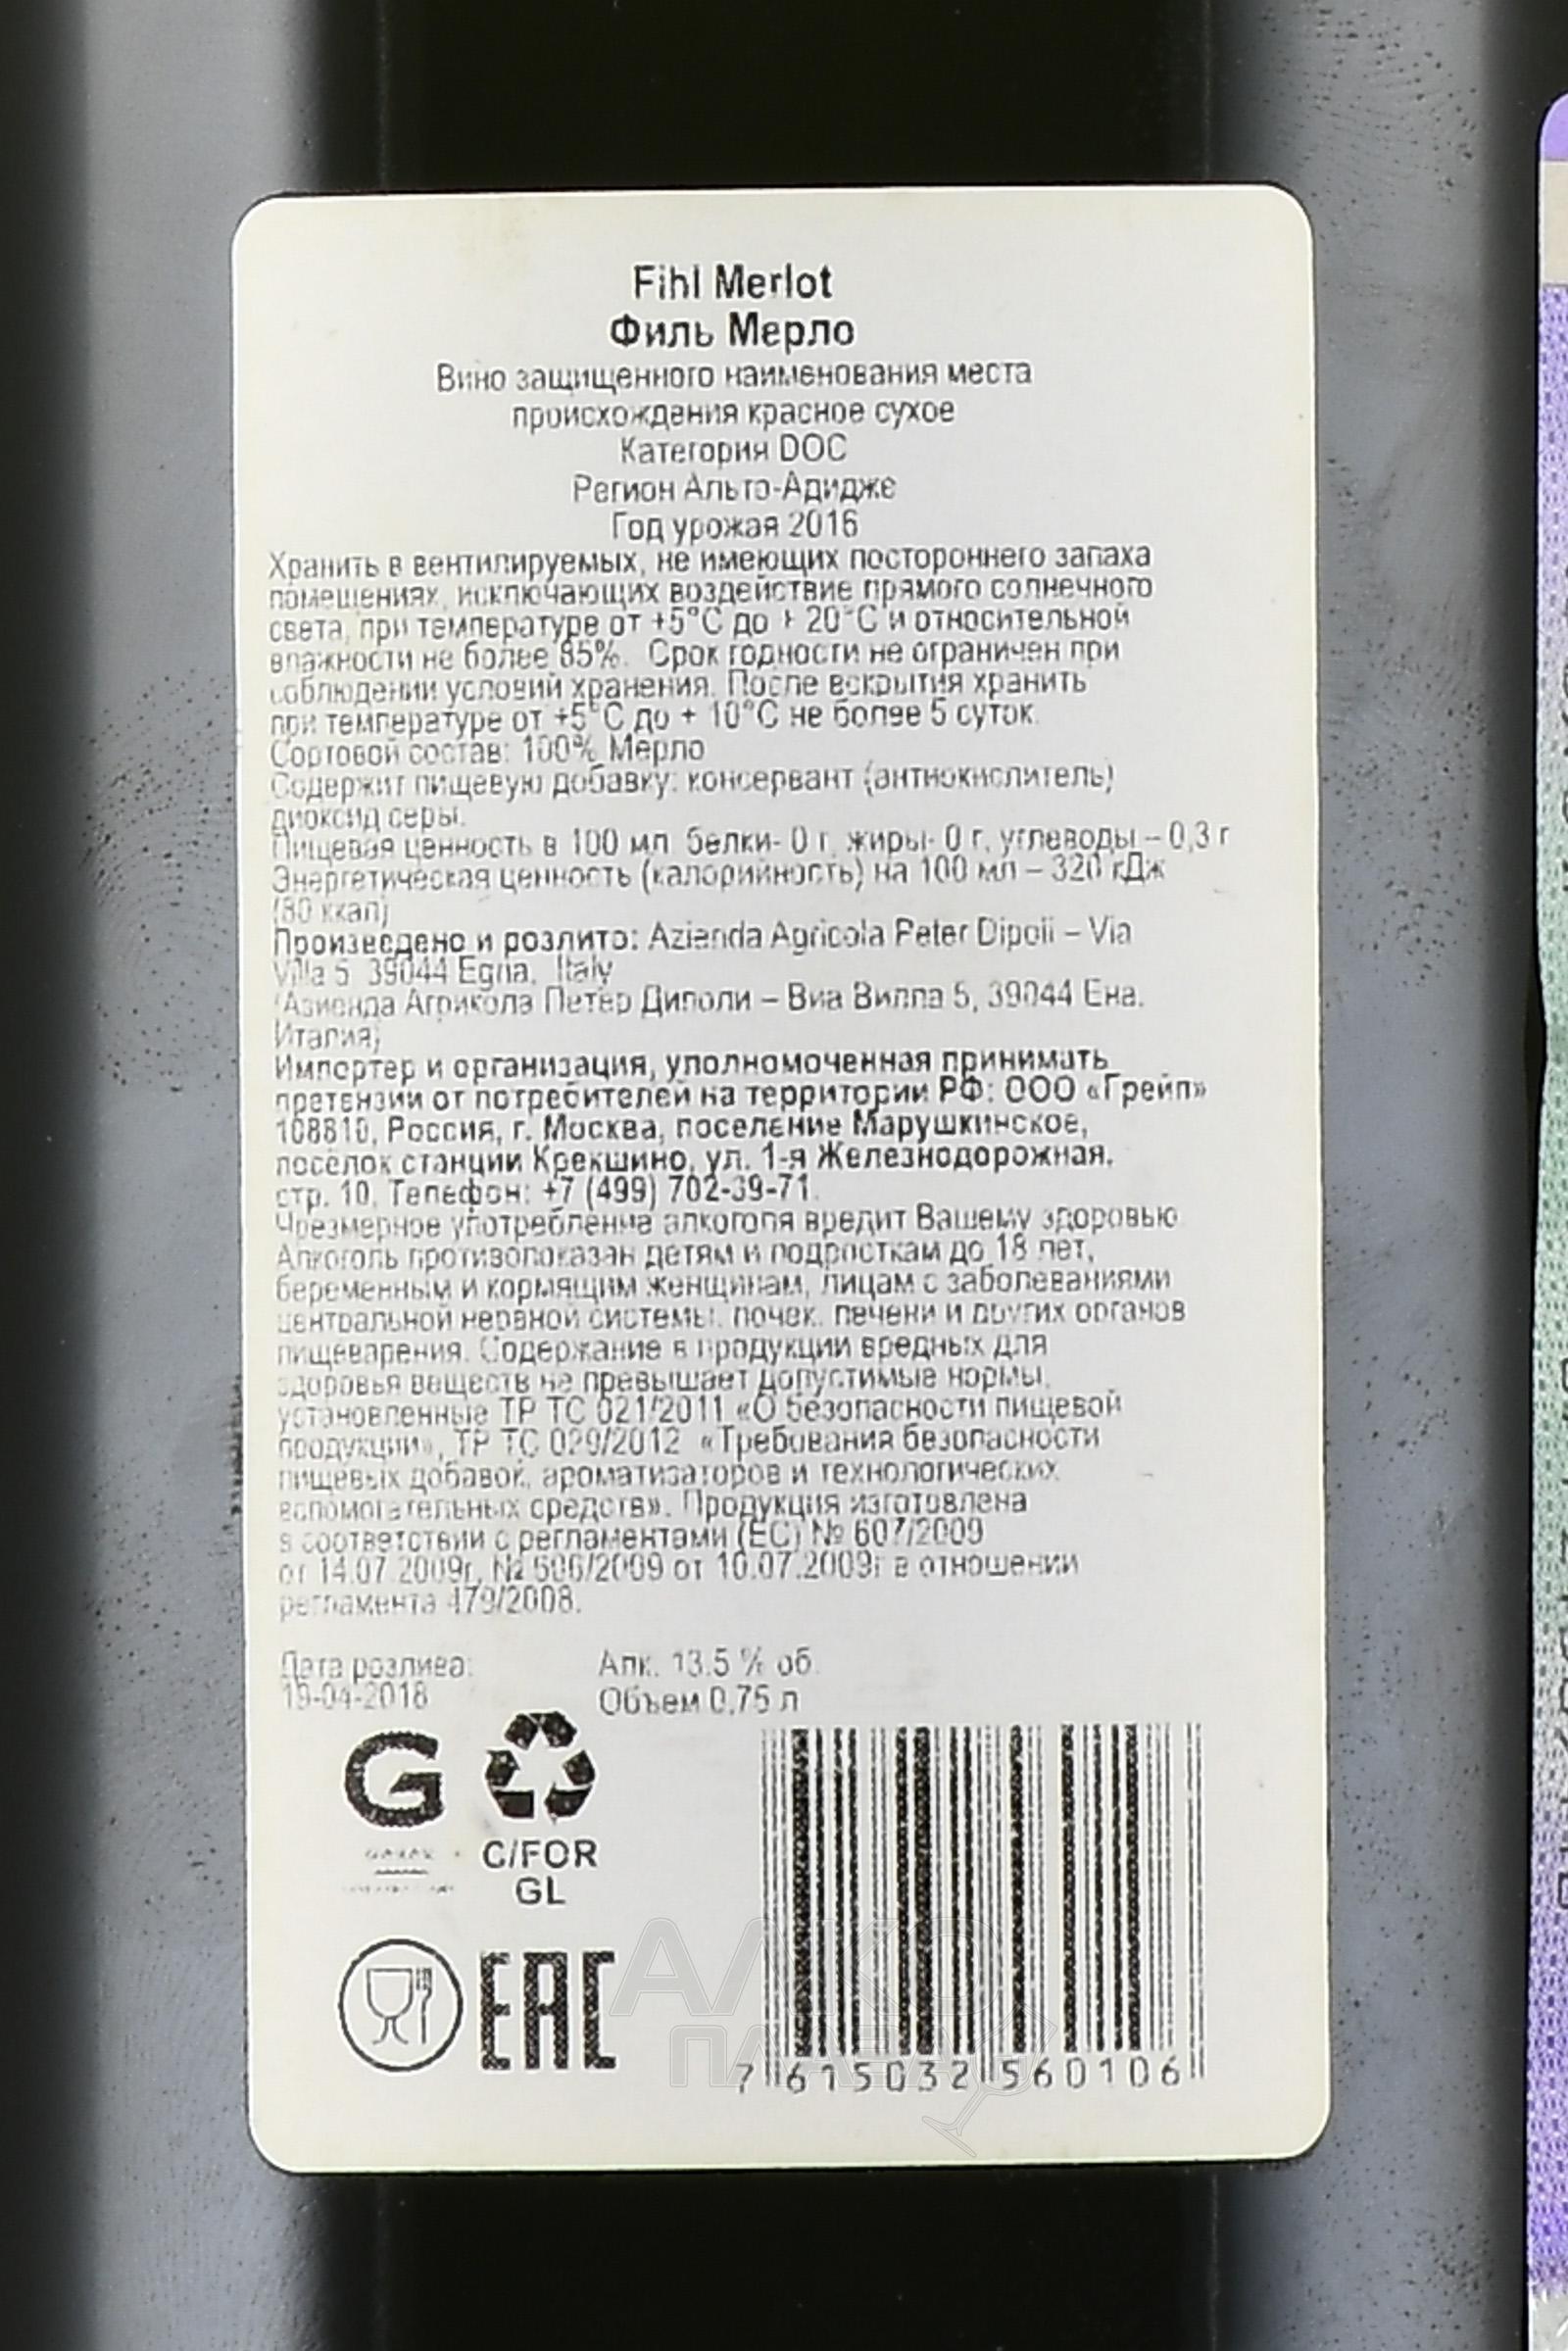 Fihl Merlot
Филь Мерло
Вино защищенного наименования места
происхождения красное сухое
Категория DOC
Регион Альто-Адидже
Год урожая 2016
Хранить в вентилируемых, не имеющих постороннего запаха
помещениях, исключающих воздействие прямого солнечного
света, при температуре от +5°С до + 20°С и относительной
влажности не более 85%. Срок годности не ограничен при
соблюдении условий хранения. После вскрытия хранить
при температуре от +5°С до + 10°С не более 5 суток.
Сортовой состав: 100% Мерло
Содержит пищевую добавку: консервант (антиокислитель)
диоксид серы.
Пищевая ценность в 100 мл: белки- 0 г, жиры- 0 г, углеводы – 0,3 г
Энергетическая ценность (калорийность) на 100 мл – 320 кДж
(80 ккал)
Произведено и розлито: Azienda Agricola Peter Dipoli – Via
Villa 5, 39044 Egna, Italy
(Азиенда Агрикола Петер Диполи – Виа Вилла 5, 39044 Ена,
Италия)
Импортер и организация, уполномоченная принимать
претензии от потребителей на территории РФ: ООО «Грейп»
108810, Россия, г. Москва, поселение Марушкинское,
поселок станции Крекшино, ул. 1-я Железнодорожная,
стр. 10. Телефон: +7 (499) 702-39-71.
Чрезмерное употребление алкоголя вредит Вашему здоровью
Алкоголь противопоказан детям и подросткам до 18 лет,
беременным и кормящим женщинам, лицам с заболеваниями
центральной нервной системы, почек, печени и других органов
пищеварения. Содержание в продукции вредных для
здоровья веществ не превышает допустимые нормы,
установленные ТР ТС 021/2011 «О безопасности пищевой
продукции», ТР ТС 029/2012 «Требования безопасности
пищевых добавок, ароматизаторов и технологических
вспомогательных средств». Продукция изготовлена
в соответствии с регламентами (ЕС) № 607/2009
от 14.07.2009г, № 606/2009 от 10.07.2009г в отношении
регламента 479/2008.
Дата розлива: Алк. 13.5 % об.
19-04-2018 Объем 0,75 л
G
C/FOR
GL
EAC
7 615032 560106
АЛКО
ПЛАЗА